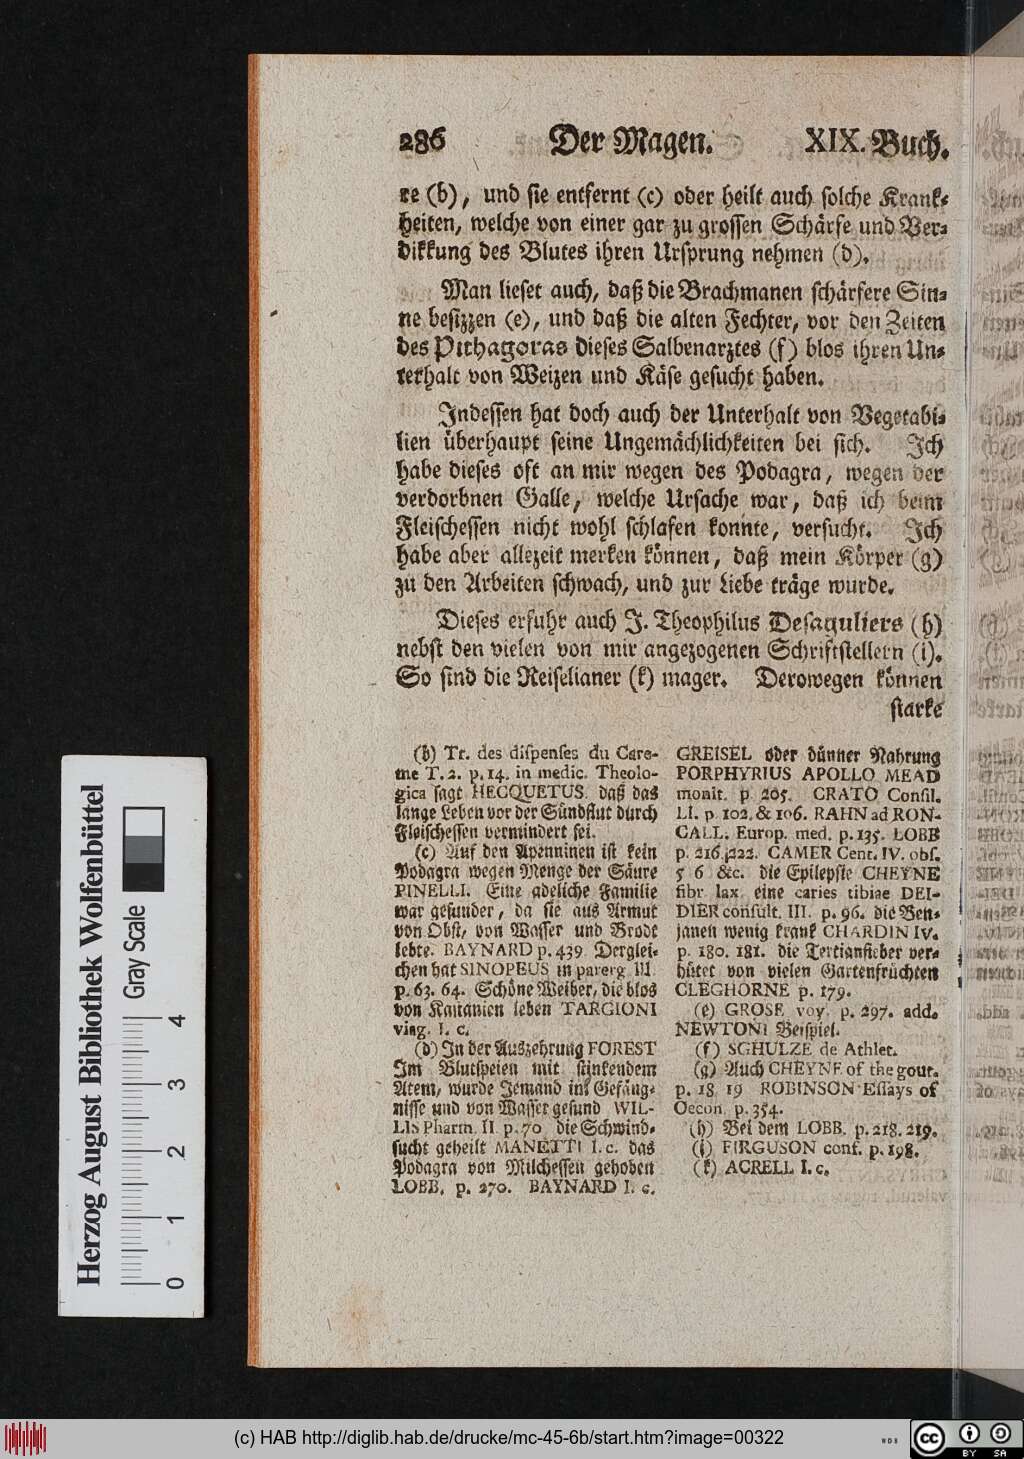 286 Der Magen. XIX. Buch.
re (b), und sie entfernt (c) oder heilt auch solche Krank-
heiten, welche von einer gar zu grossen Schärfe und Ver-
dikkung des Blutes ihren Ursprung nehmen (d).
Man lieset auch, daß die Brachmanen schärfere Sin-
ne besizzen (e), und daß die alten Fechter, vor den Zeiten
des Pithagoras dieses Salbenarztes (f) blos ihren Un-
terhalt von Weizen und Käse gesucht haben.
Indessen hat doch auch der Unterhalt von Vegetabi-
lien überhaupt seine Ungemächlichkeiten bei sich. Ich
habe dieses oft an mir wegen des Podagra, wegen der
verdorbnen Galle, welche Ursache war, daß ich beim
Fleischessen nicht wohl schlafen konnte, versucht. Ich
habe aber allezeit merken können, daß mein Körper (g)
zu den Arbeiten schwach, und zur Liebe träge wurde.
Dieses erfuhr auch J. Theophilus Desaguliers (h)
nebst den vielen von mir angezogenen Schriftstellern (i).
So sind die Reiselianer (k) mager. Derowegen können
starke
(b) Tr. des dispenses du Care-
me T. 2. p. 14. in medic. Theolo-
gica sagt HECQUETUS, daß das
lange Leben vor der Sündflut durch
Fleischessen vermindert sei.
(c) Auf den Apenninen ist kein
Podagra wegen Menge der Säure
PINELLI. Eine adeliche Familie
war gesunder, da sie aus Armut
von Obst, von Wasser und Brodt
lebte. BAYNARD p. 439 Derglei-
chen hat SINOPEUS in parerg. III.
p. 63. 64. Schöne Weiber, die blos
von Kastanien leben TARGIONI
viag. I. c.
(d) In der Auszehrung FOREST
Im Blutspeien mit stinkendem
Atem, wurde Jemand ins Gefäng-
nisse und von Wasser gesund WIL-
LIS Pharm. II. p. 70 die Schwind-
sucht geheilt MANETTI I. c. das
Podagra von Milchessen gehoben
LOBB. p. 270. BAYNARD I. c.
GREISEL oder dünner Nahrung
PORPHYRIUS APOLLO MEAD
monit. p 205. CRATO Consil.
LI. p. 102. & 106. RAHN ad RON-
CALL. Europ. med. p. 135. LOBB
p. 216. 222. CAMER Cent. IV. obs.
5 6 &c. die Epilepsie CHEYNE
fibr lax. eine caries tibiae DEI-
DIER consult. III. p. 96. die Ben-
janen wenig krank CHARDIN IV.
p. 180. 181. die Tertianfieber ver-
hütet von vielen Gartenfrüchten
CLEGHORNE p. 179.
(e) GROSE voy. p. 297. add.
NEWTONI Beispiel.
(f) SCHULZE de Athlet.
(g) Auch CHEYNE of the gout.
p. 18 19 ROBINSON Essays of
Oecon. p. 354.
(h) Bei dem LOBB. p. 218. 219.
(i) FIRGUSON conf. p. 198.
(k) ACRELL I. c.
Herzog August Bibliothek Wolfenbüttel
Gray Scale
4
3
2
1
0
(c) HAB http://diglib.hab.de/drucke/mc-45-6b/start.htm?image=00322
WDB
cc
BY SA